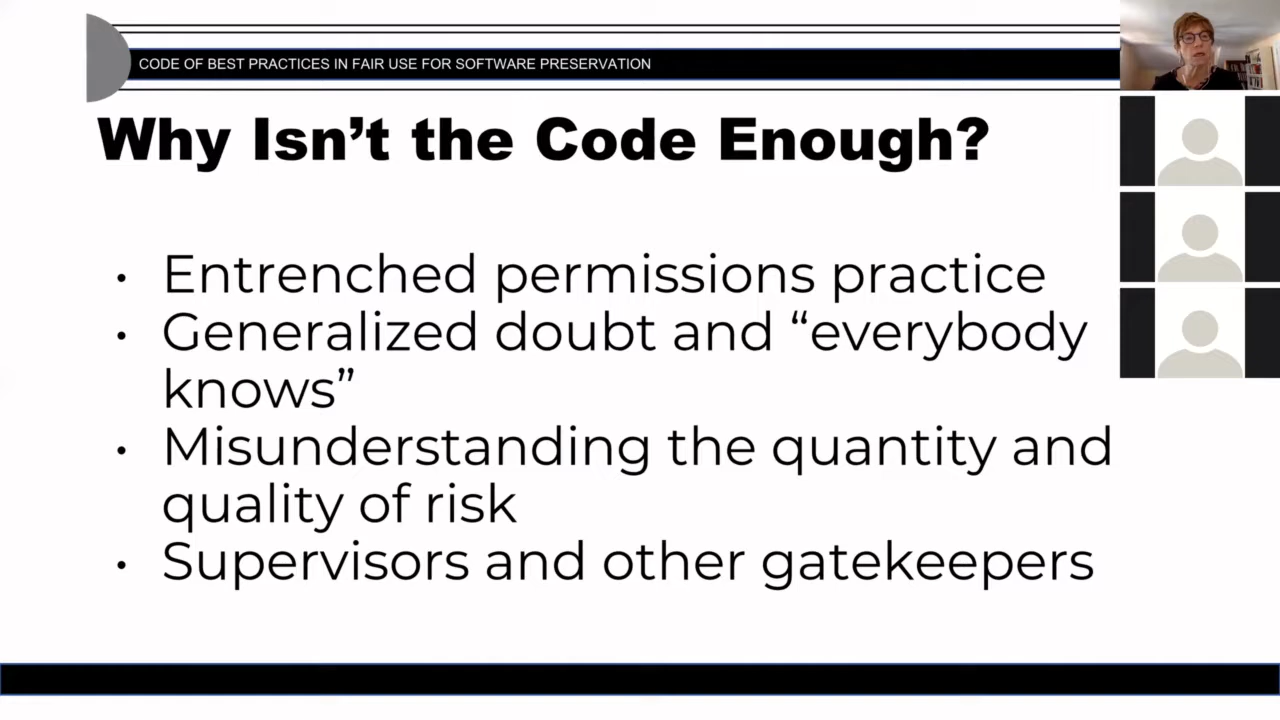 CODE OF BEST PRACTICES IN FAIR USE FOR SOFTWARE PRESERVATION
Why Isn’t the Code Enough?
• Entrenched permissions practice
• Generalized doubt and “everybody
knows”
• Misunderstanding the quantity and
quality of risk
• Supervisors and other gatekeepers